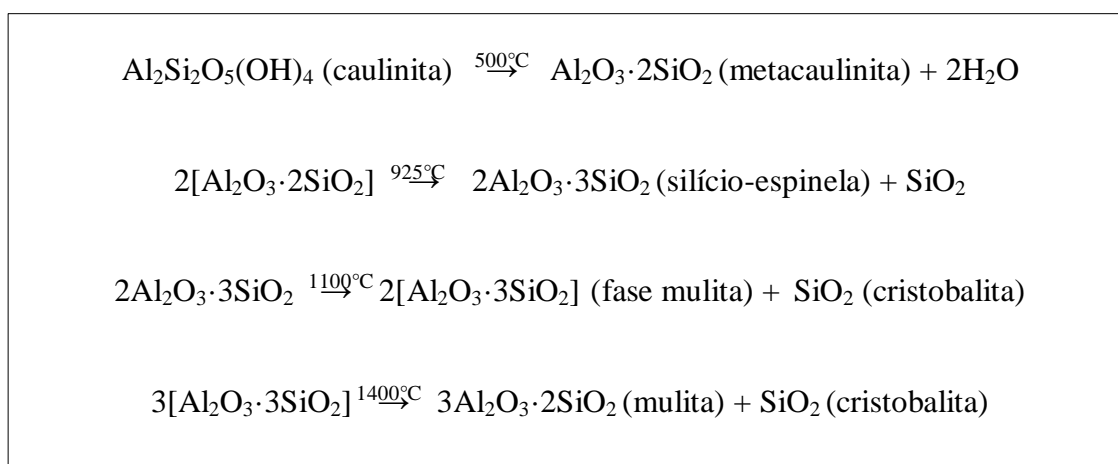 Al₂Si₂O₅(OH)₄ (caulinita) 500°C→ Al₂O₃·2SiO₂ (metacaulinita) + 2H₂O
2[Al₂O₃·2SiO₂] 925°C→ 2Al₂O₃·3SiO₂ (silício-espinela) + SiO₂
2Al₂O₃·3SiO₂ 1100°C→ 2[Al₂O₃·3SiO₂] (fase mulita) + SiO₂ (cristobalita)
3[Al₂O₃·3SiO₂] 1400°C→ 3Al₂O₃·2SiO₂ (mulita) + SiO₂ (cristobalita)